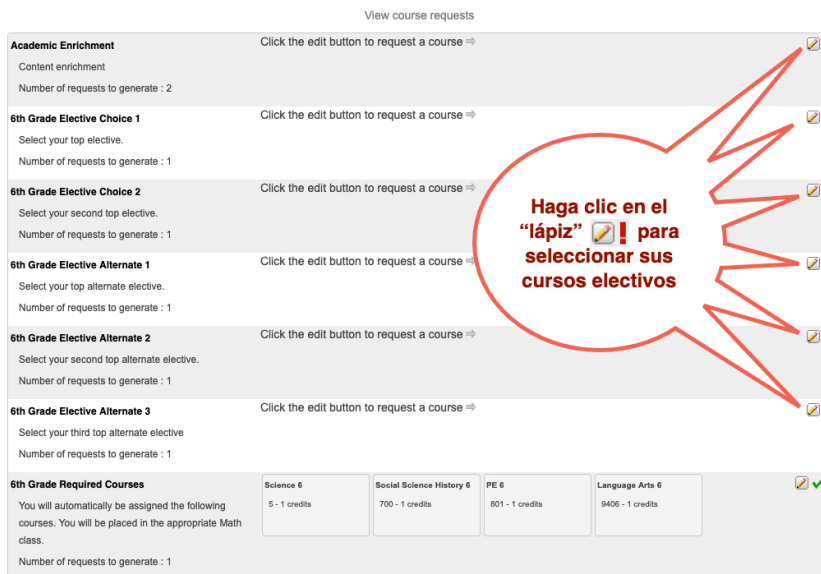 View course requests
Academic Enrichment
Click the edit button to request a course ⇨
Content enrichment
Number of requests to generate : 2
6th Grade Elective Choice 1
Click the edit button to request a course ⇨
Select your top elective.
Number of requests to generate : 1
6th Grade Elective Choice 2
Click the edit button to request a course ⇨
Select your second top elective.
Number of requests to generate : 1
6th Grade Elective Alternate 1
Click the edit button to request a course ⇨
Select your top alternate elective.
Number of requests to generate : 1
6th Grade Elective Alternate 2
Click the edit button to request a course ⇨
Select your second top alternate elective.
Number of requests to generate : 1
6th Grade Elective Alternate 3
Click the edit button to request a course ⇨
Select your third top alternate elective
Number of requests to generate : 1
Haga clic en el
“lápiz” ! para
seleccionar sus
cursos electivos
6th Grade Required Courses
You will automatically be assigned the following
courses. You will be placed in the appropriate Math
class.
Number of requests to generate : 1
Science 6
5 - 1 credits
Social Science History 6
700 - 1 credits
PE 6
801 - 1 credits
Language Arts 6
9406 - 1 credits